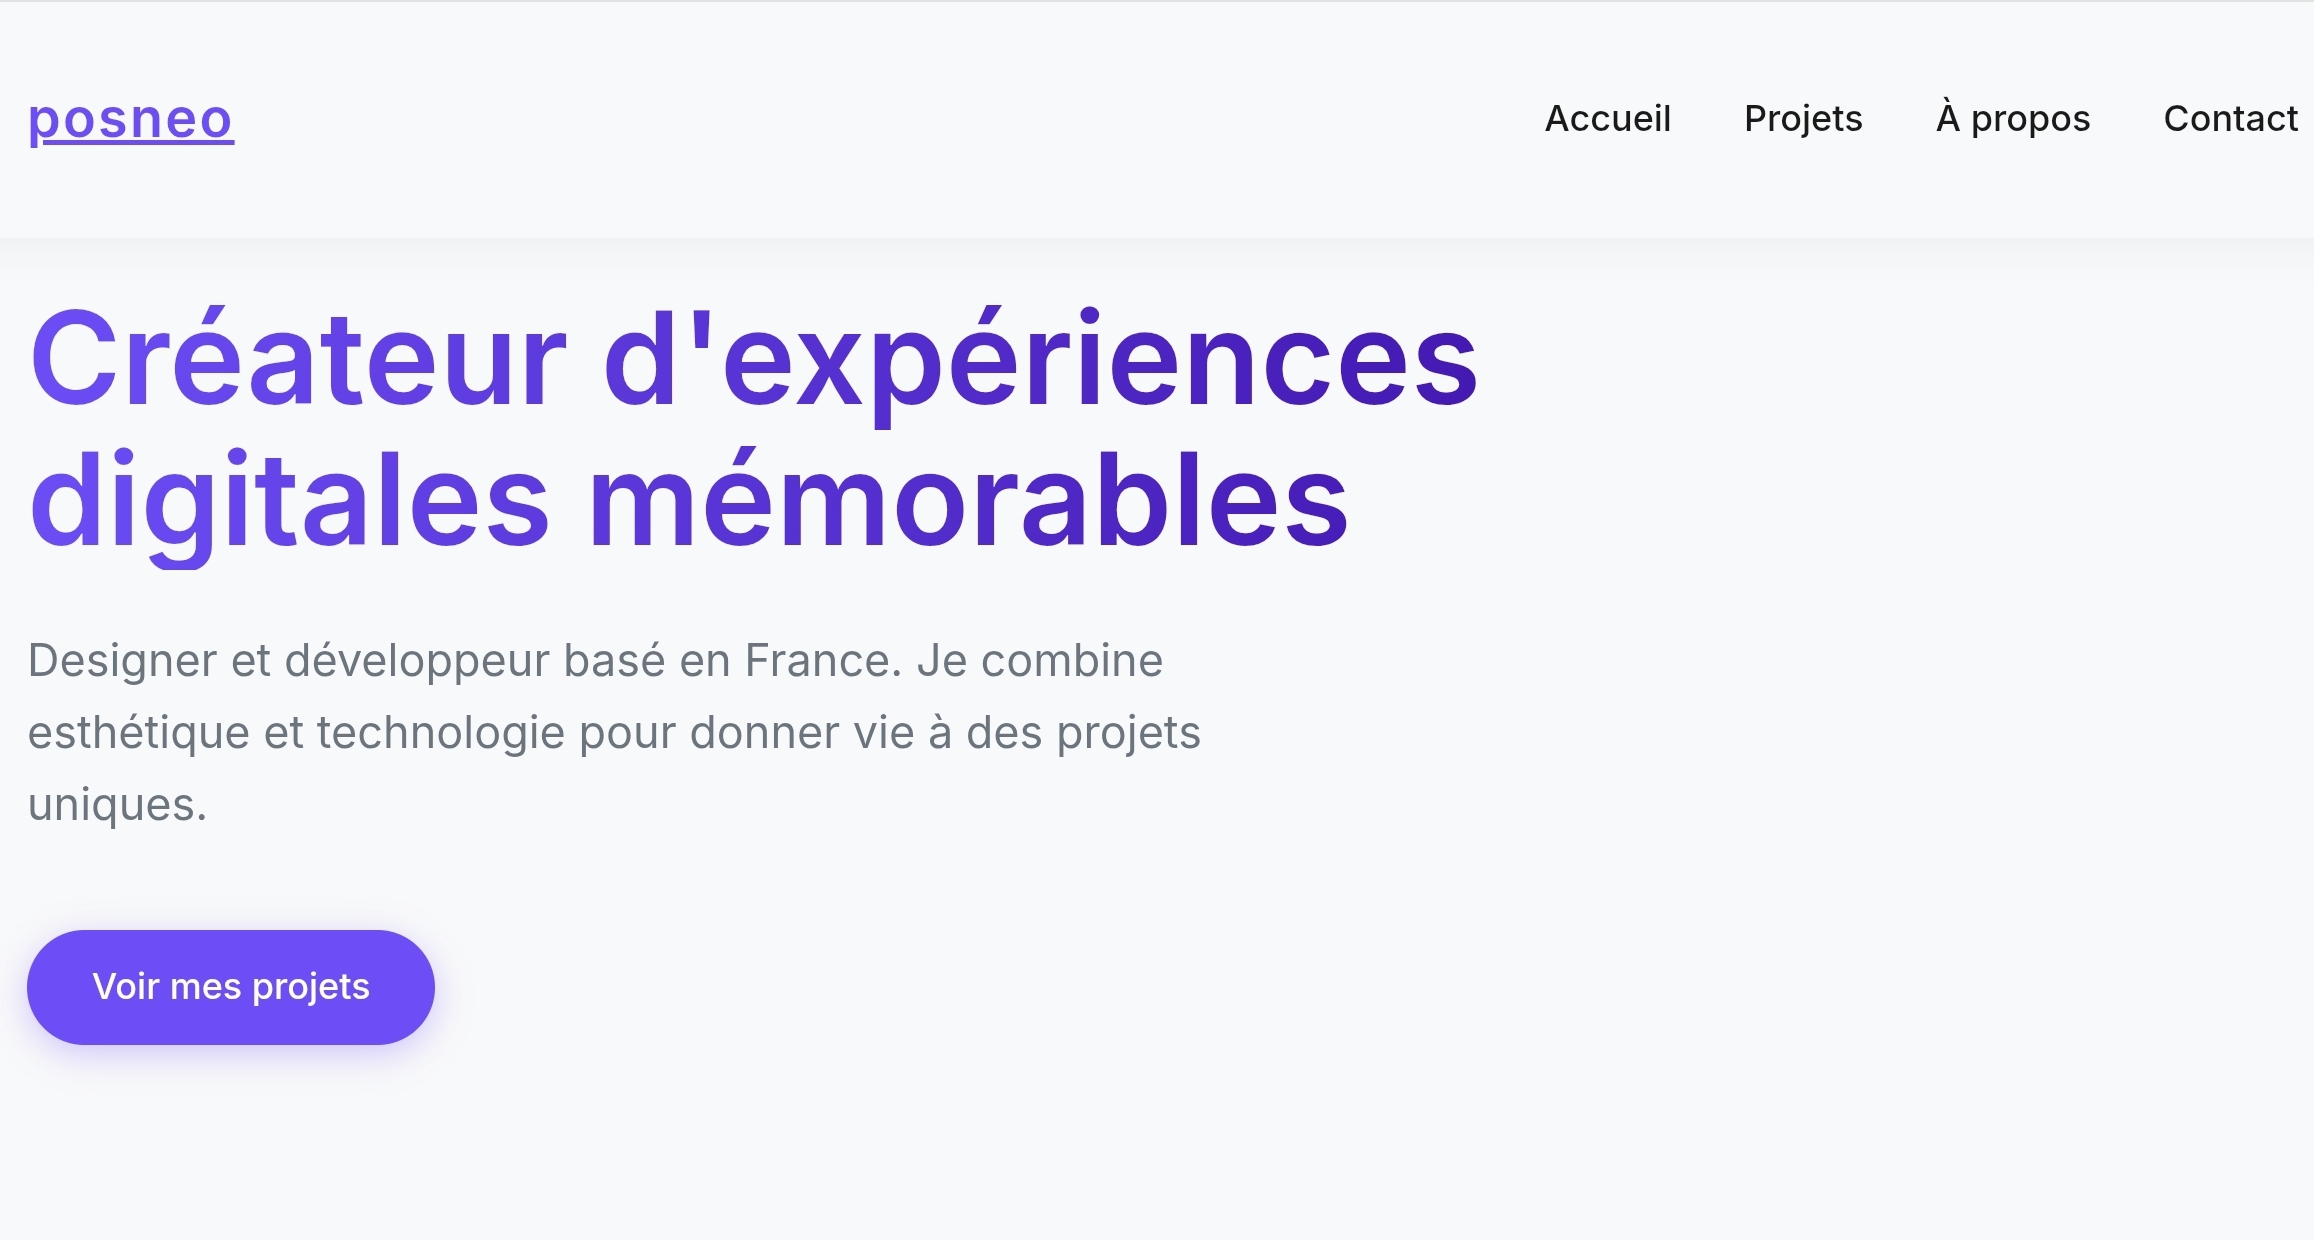 posneo
Accueil Projets À propos Contact
Créateur d'expériences
digitales mémorables
Designer et développeur basé en France. Je combine
esthétique et technologie pour donner vie à des projets
uniques.
Voir mes projets